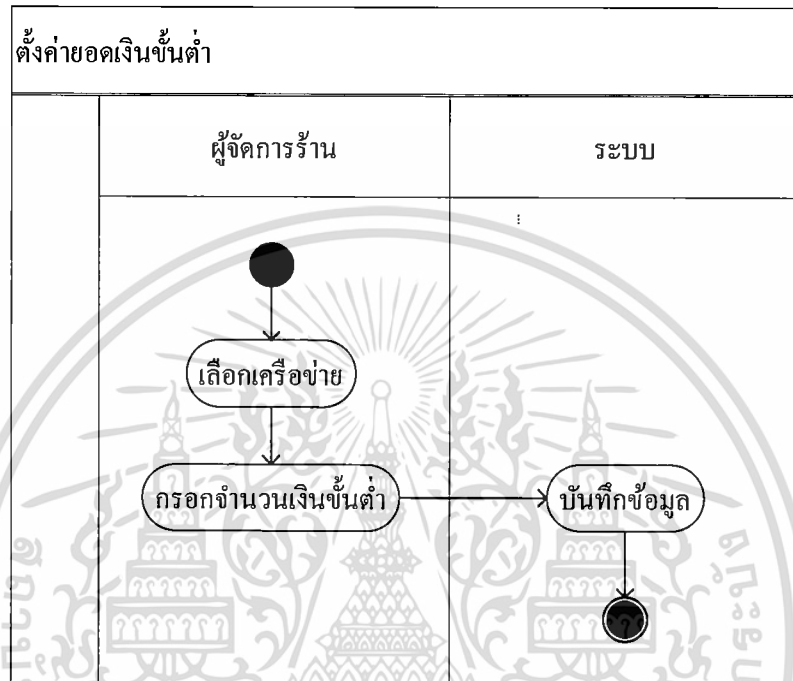 ตั้งค่ายอดเงินขั้นต่ำ
ผู้จัดการร้าน
ระบบ
เลือกเครือข่าย
กรอกจำนวนเงินขั้นต่ำ
บันทึกข้อมูล